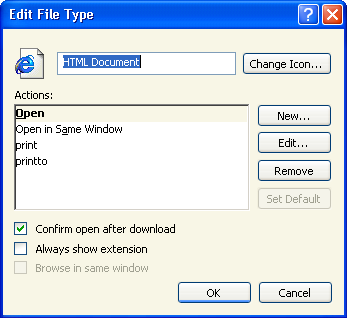 Edit File Type
HTML Document
Change Icon...
Actions:
Open
Open in Same Window
print
printto
New...
Edit...
Remove
Set Default
Confirm open after download
Always show extension
Browse in same window
OK
Cancel